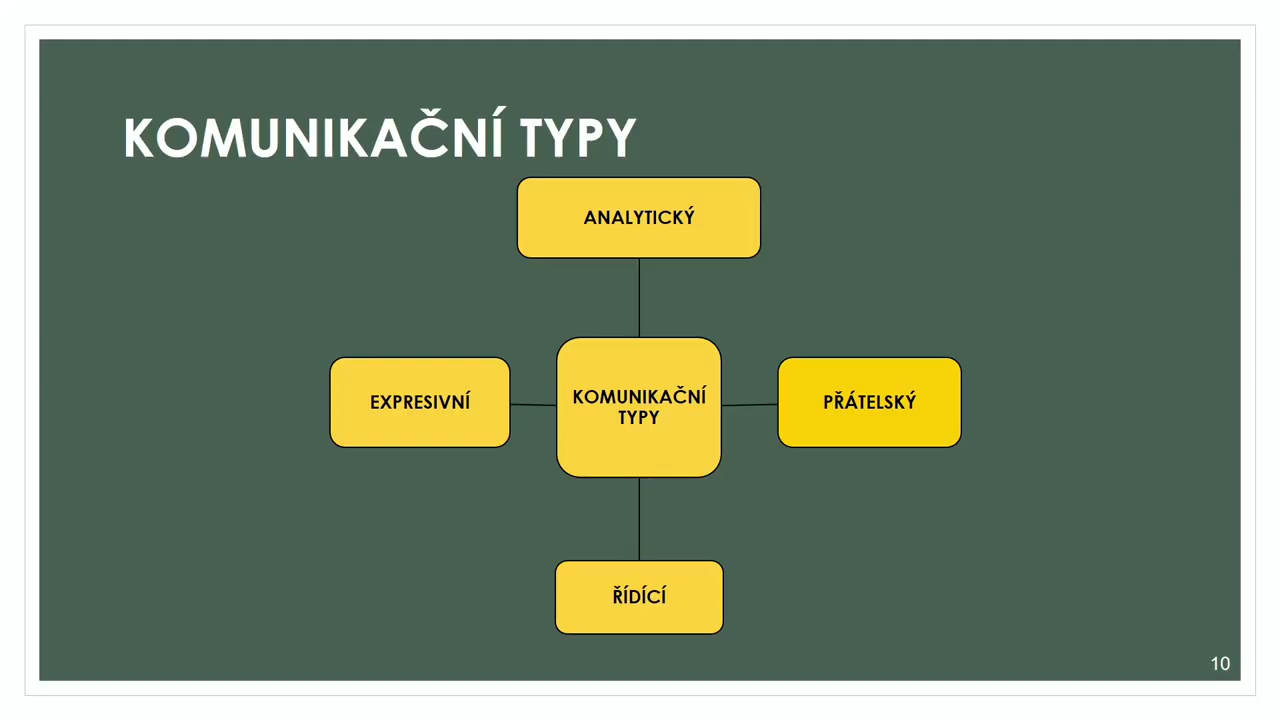 KOMUNIKAČNÍ TYPY
ANALYTICKÝ
EXPRESIVNÍ
KOMUNIKAČNÍ
TYPY
PŘÁTELSKÝ
ŘÍDÍCÍ
10